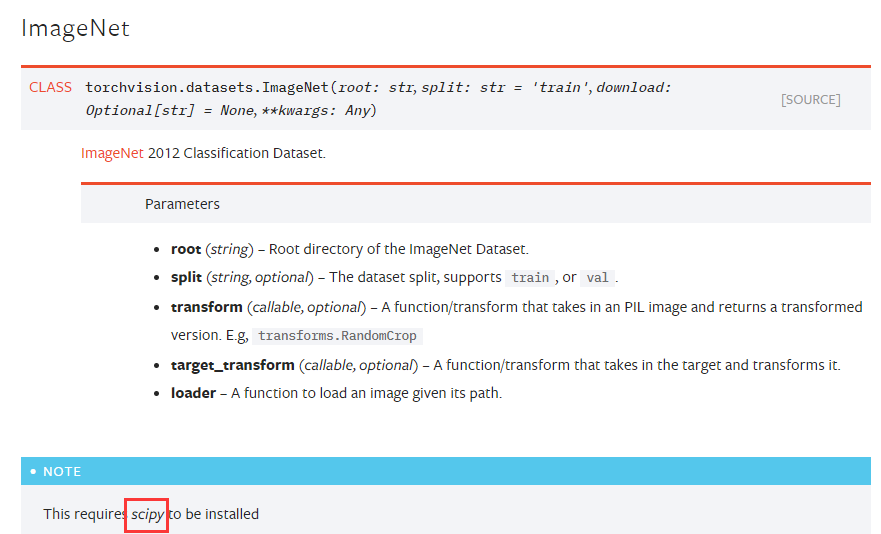 ImageNet
CLASS torchvision.datasets.ImageNet(root: str, split: str = 'train', download:
Optional[str] = None, **kwargs: Any)
[SOURCE]
ImageNet 2012 Classification Dataset.
Parameters
• root (string) – Root directory of the ImageNet Dataset.
• split (string, optional) – The dataset split, supports train , or val .
• transform (callable, optional) – A function/transform that takes in an PIL image and returns a transformed
version. E.g, transforms.RandomCrop
• target_transform (callable, optional) – A function/transform that takes in the target and transforms it.
• loader – A function to load an image given its path.
• NOTE
This requires scipy to be installed